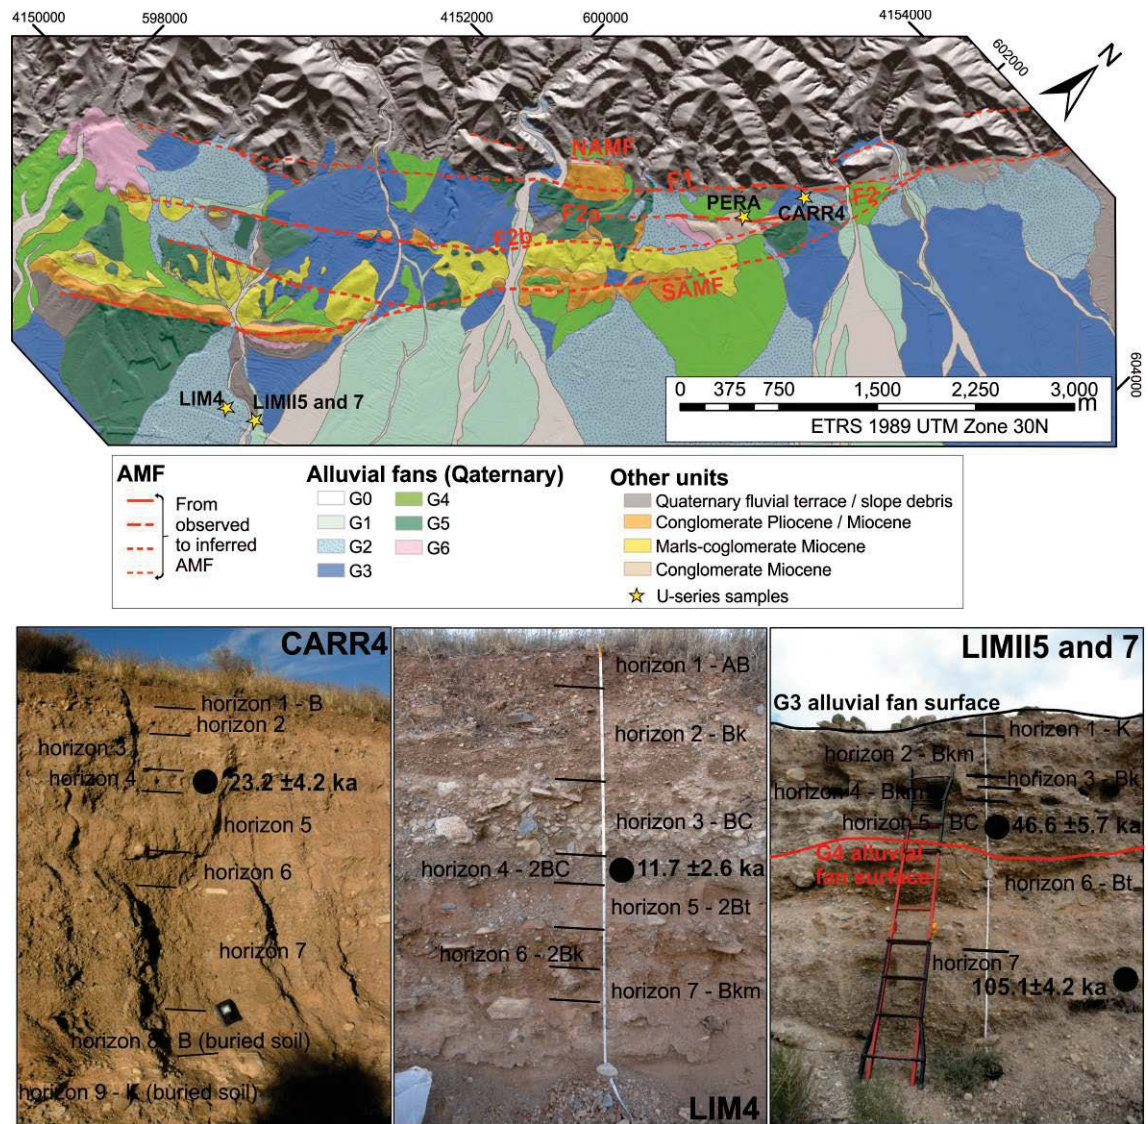 4150000
598000
4152000
600000
4154000
602000
N
NAMF
F1
F2
PERA
CARR4
F2a
F2b
SAMF
604000
LIM4
LIMII5 and 7
0 375 750 1,500 2,250 3,000
m
ETRS 1989 UTM Zone 30N
AMF
From
observed
to inferred
AMF
Alluvial fans (Qaternary)
G0
G1
G2
G3
G4
G5
G6
Other units
Quaternary fluvial terrace / slope debris
Conglomerate Pliocene / Miocene
Marls-coglomerate Miocene
Conglomerate Miocene
U-series samples
CARR4
horizon 1 - B
horizon 2
horizon 3
horizon 4
23.2 ±4.2 ka
horizon 5
horizon 6
horizon 7
horizon 8 - B (buried soil)
horizon 9 - K (buried soil)
horizon 1 - AB
horizon 2 - Bk
horizon 3 - BC
horizon 4 - 2BC
11.7 ±2.6 ka
horizon 5 - 2Bt
horizon 6 - 2Bk
horizon 7 - Bkm
LIM4
LIMII5 and 7
G3 alluvial fan surface
horizon 1 - K
horizon 2 - Bkm
horizon 3 - Bk
horizon 4 - Bkm
horizon 5 - BC
46.6 ±5.7 ka
G4 alluvial
fan surface
horizon 6 - Bt
horizon 7
105.1±4.2 ka